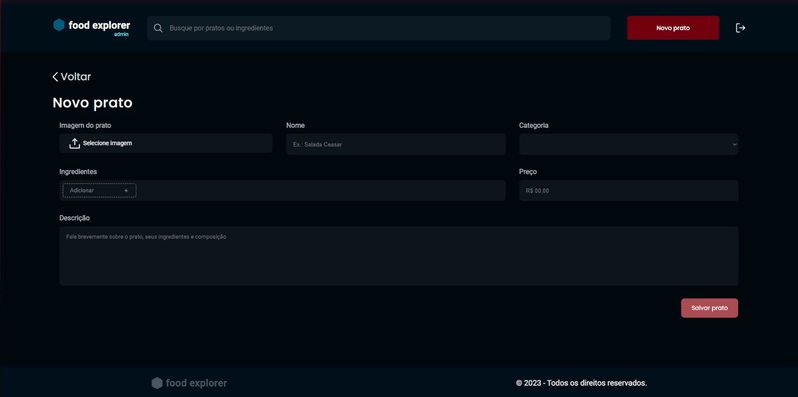 food explorer
admin
Busque por pratos ou ingredientes
Novo prato
Voltar
Novo prato
Imagem do prato
Selecione imagem
Nome
Ex.: Salada Ceasar
Categoria
Ingredientes
Adicionar +
Preço
R$ 00,00
Descrição
Fale brevemente sobre o prato, seus ingredientes e composição
Salvar prato
food explorer
© 2023 - Todos os direitos reservados.